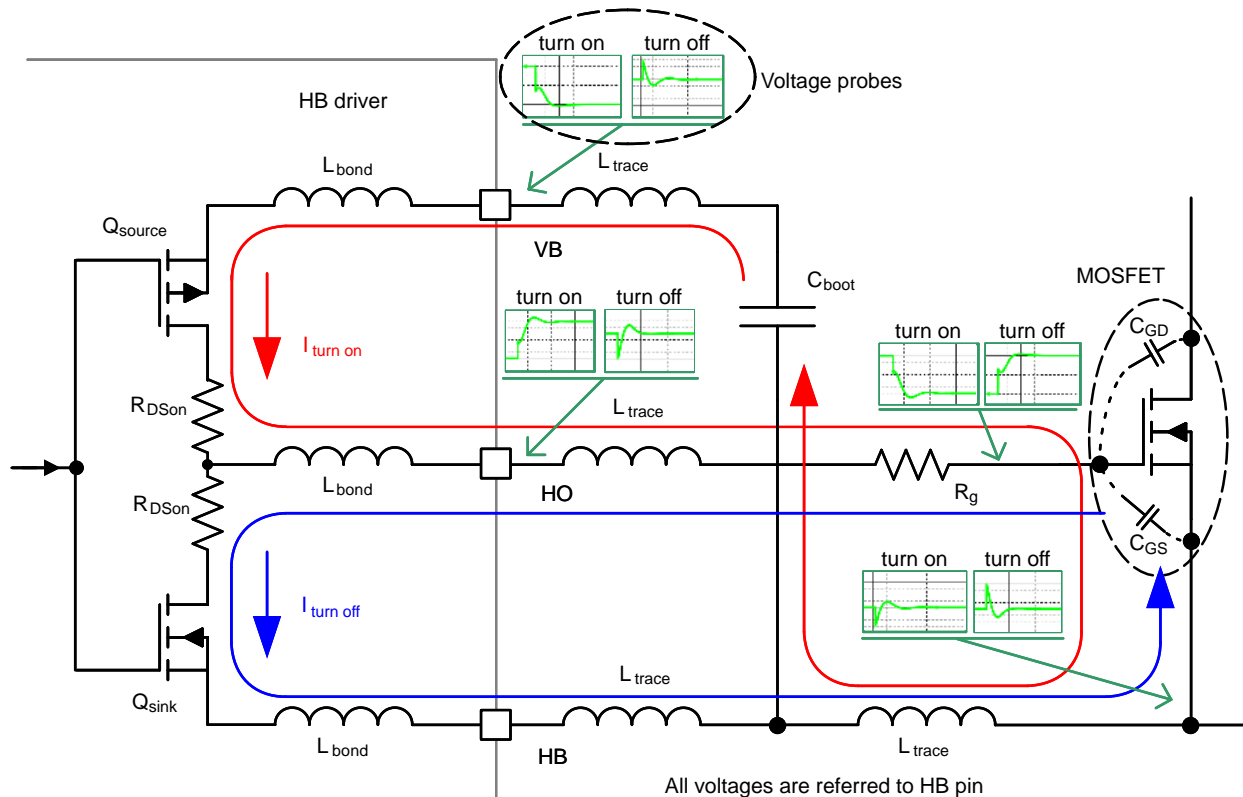 turn on
turn off
Voltage probes
HB driver
L bond
L trace
Q source
VB
C boot
MOSFET
turn on
turn off
turn on
turn off
C GD
I turn on
R DSon
L trace
L bond
HO
R g
R DSon
C GS
turn on
turn off
I turn off
L trace
Q sink
L bond
HB
L trace
All voltages are referred to HB pin